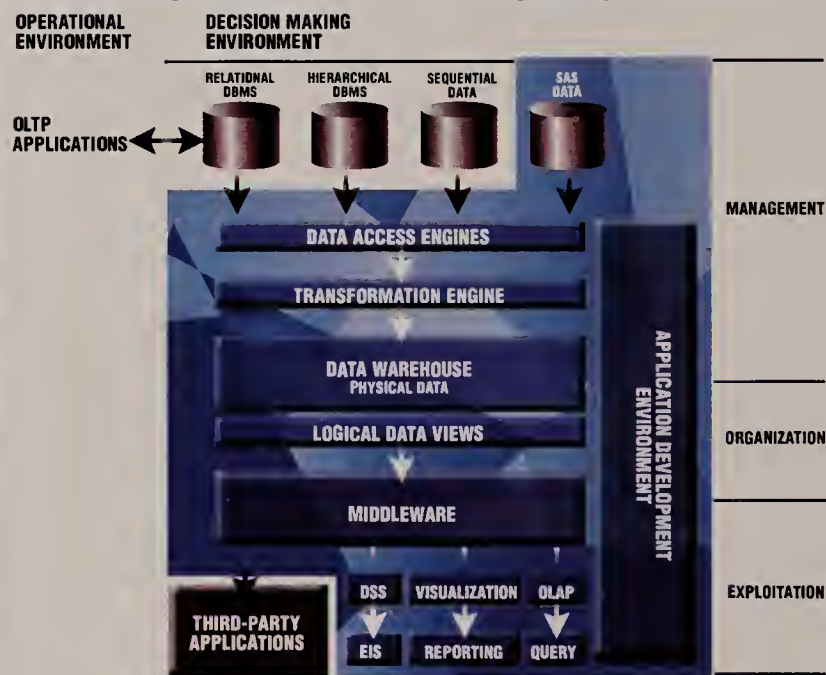 OPERATIONAL
ENVIRONMENT
DECISION MAKING
ENVIRONMENT
RELATIONAL
DBMS
HIERARCHICAL
DBMS
SEQUENTIAL
DATA
SAS
DATA
OLTP
APPLICATIONS
DATA ACCESS ENGINES
TRANSFORMATION ENGINE
DATA WAREHOUSE
PHYSICAL DATA
LOGICAL DATA VIEWS
MIDDLEWARE
APPLICATION DEVELOPMENT
ENVIRONMENT
MANAGEMENT
ORGANIZATION
EXPLOITATION
THIRD-PARTY
APPLICATIONS
DSS
VISUALIZATION
OLAP
EIS
REPORTING
QUERY